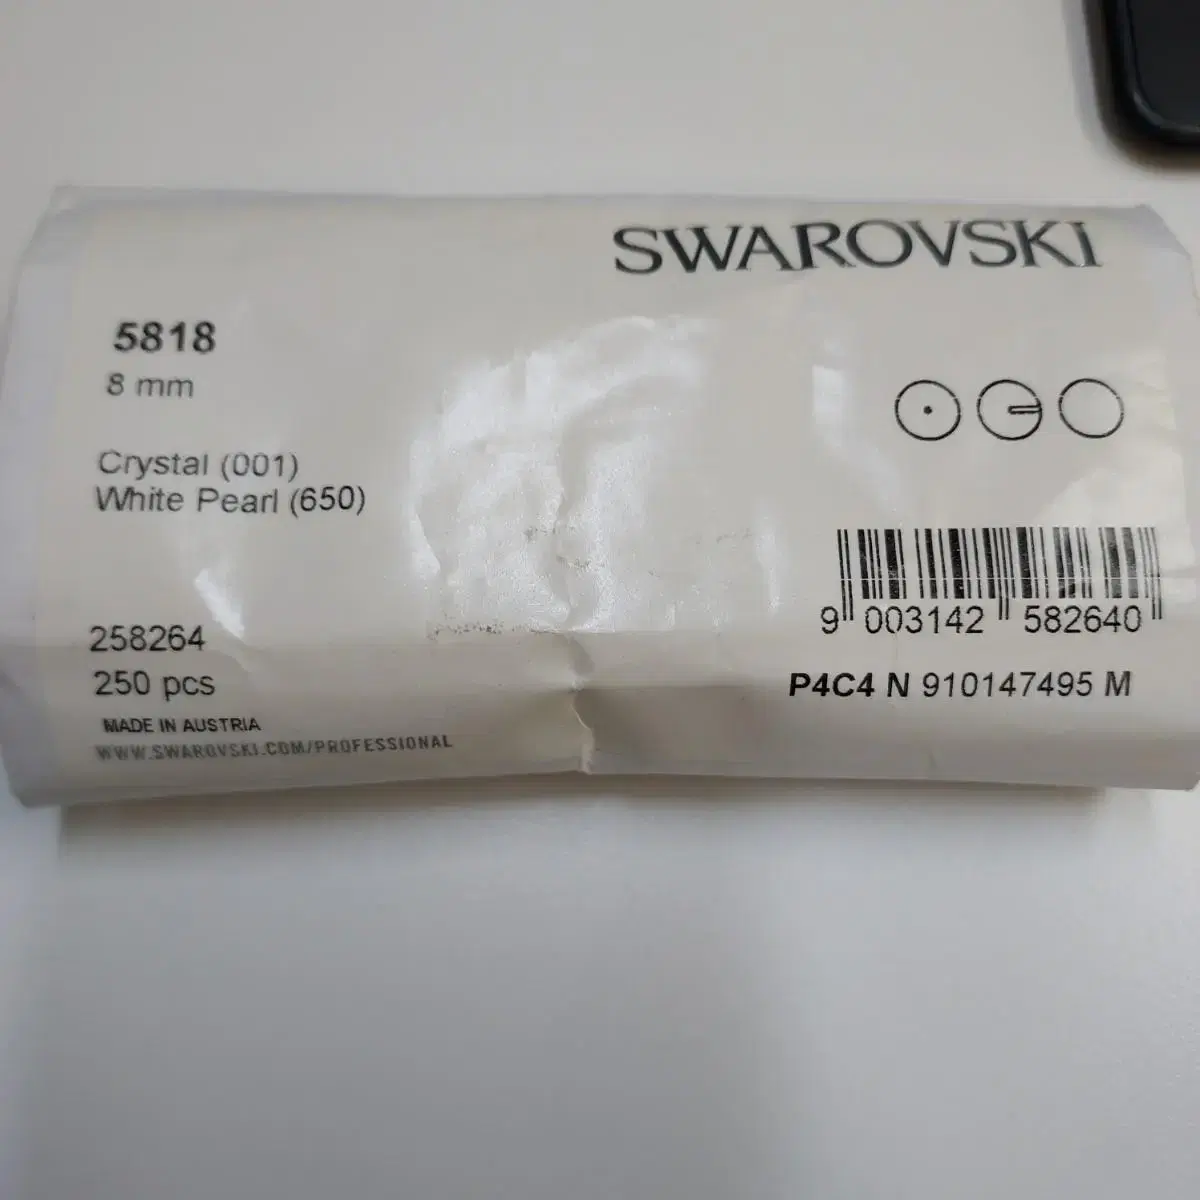 SWAROVSKI
5818
8 mm
Crystal (001)
White Pearl (650)
9 003142 582640
258264
250 pcs
P4C4 N 910147495 M
MADE IN AUSTRIA
WWW.SWAROVSKI.COM/PROFESSIONAL